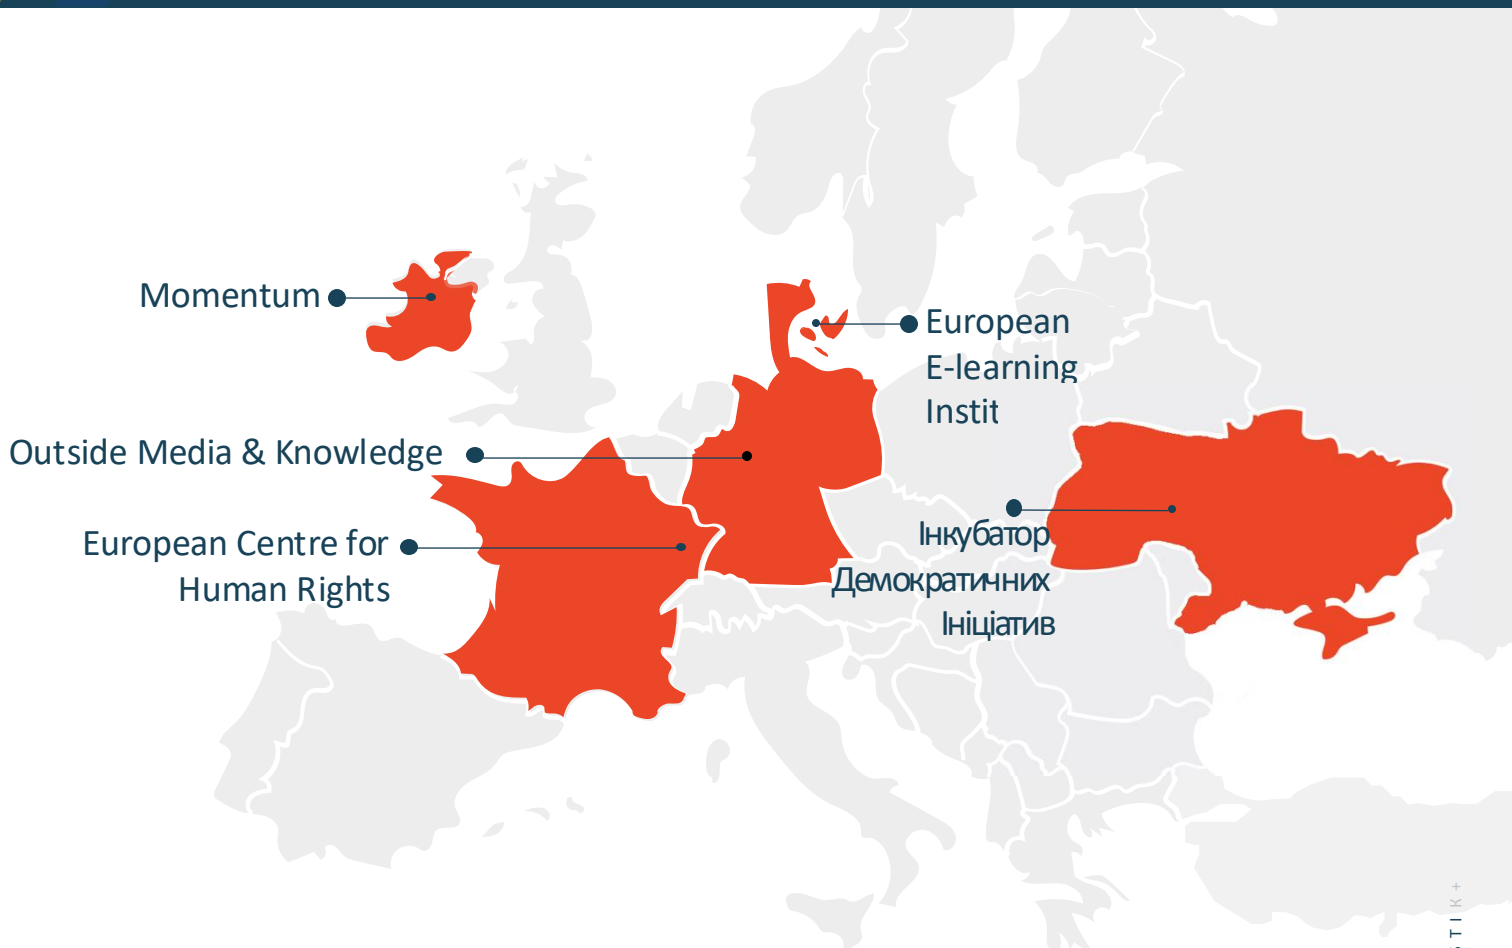 Momentum
European
E-learning
Instit
Outside Media & Knowledge
European Centre for
Human Rights
Інкубатор
Демократичних
Ініціатив